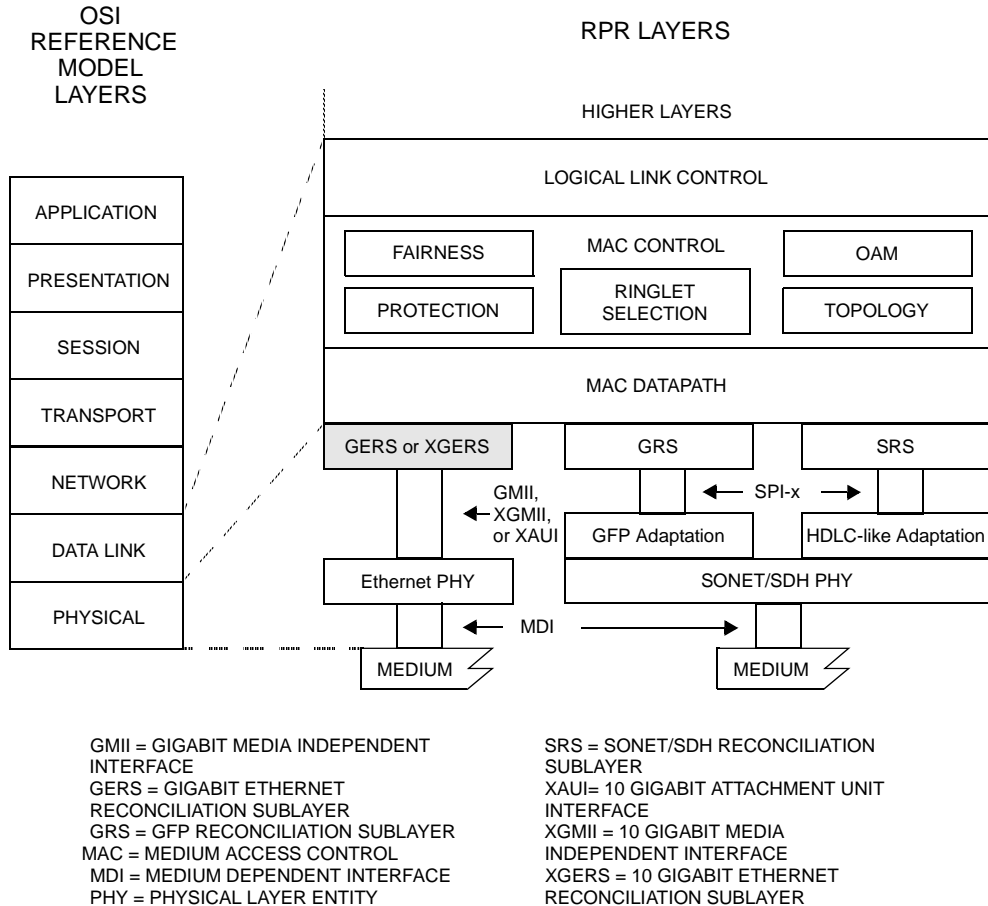 OSI
REFERENCE
MODEL
LAYERS
RPR LAYERS
HIGHER LAYERS
LOGICAL LINK CONTROL
APPLICATION
PRESENTATION
SESSION
TRANSPORT
NETWORK
DATA LINK
PHYSICAL
FAIRNESS
MAC CONTROL
OAM
PROTECTION
RINGLET
SELECTION
TOPOLOGY
MAC DATAPATH
GERS or XGERS
GRS
SRS
GMII,
XGMII,
or XAUI
SPI-x
GFP Adaptation
HDLC-like Adaptation
Ethernet PHY
SONET/SDH PHY
MDI
MEDIUM
MEDIUM
GMII = GIGABIT MEDIA INDEPENDENT
INTERFACE
GERS = GIGABIT ETHERNET
RECONCILIATION SUBLAYER
GRS = GFP RECONCILIATION SUBLAYER
MAC = MEDIUM ACCESS CONTROL
MDI = MEDIUM DEPENDENT INTERFACE
PHY = PHYSICAL LAYER ENTITY
SRS = SONET/SDH RECONCILIATION
SUBLAYER
XAUI= 10 GIGABIT ATTACHMENT UNIT
INTERFACE
XGMII = 10 GIGABIT MEDIA
INDEPENDENT INTERFACE
XGERS = 10 GIGABIT ETHERNET
RECONCILIATION SUBLAYER